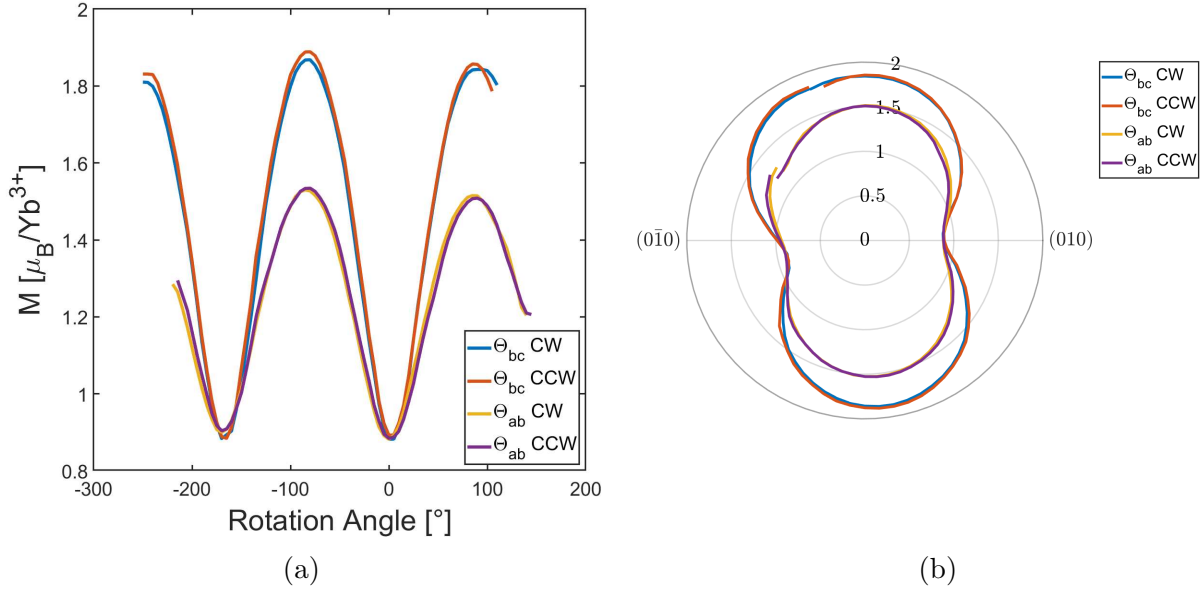 2
1.8
1.6
1.4
1.2
1
0.8
-300
-200
-100
0
100
200
M [μB/Yb3+]
Rotation Angle [°]
Θbc CW
Θbc CCW
Θab CW
Θab CCW
(a)
2
1.5
1
0.5
0
(01̅0)
(010)
Θbc CW
Θbc CCW
Θab CW
Θab CCW
(b)